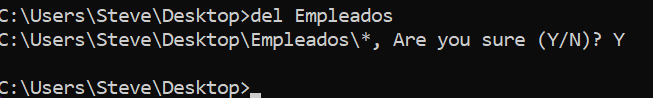 C:\Users\Steve\Desktop>del Empleados
C:\Users\Steve\Desktop\Empleados\*, Are you sure (Y/N)? Y
C:\Users\Steve\Desktop>